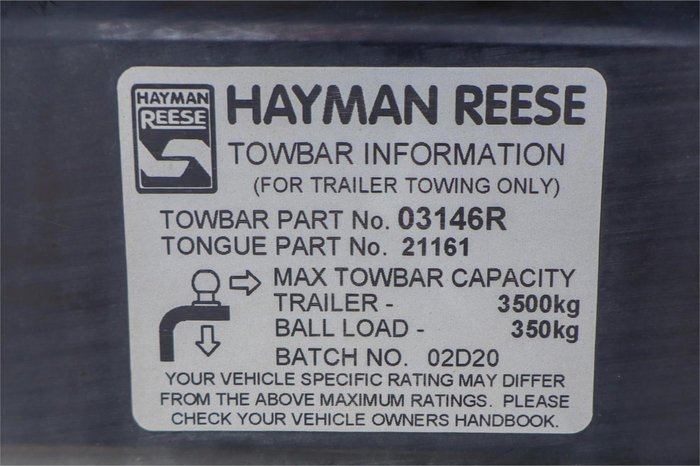 HAYMAN
REESE
HAYMAN REESE
TOWBAR INFORMATION
(FOR TRAILER TOWING ONLY)
TOWBAR PART No. 03146R
TONGUE PART No. 21161
MAX TOWBAR CAPACITY
TRAILER - 3500kg
BALL LOAD - 350kg
BATCH NO. 02D20
YOUR VEHICLE SPECIFIC RATING MAY DIFFER
FROM THE ABOVE MAXIMUM RATINGS. PLEASE
CHECK YOUR VEHICLE OWNERS HANDBOOK.